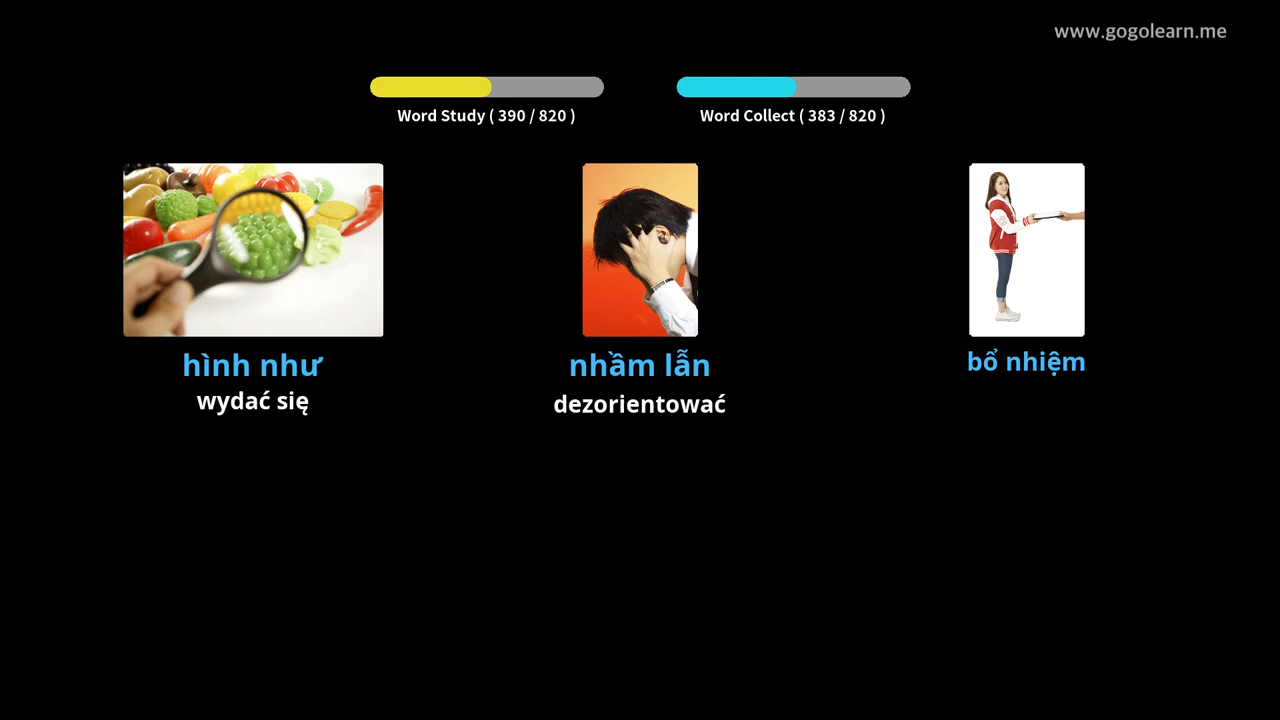 www.gogolearn.me
Word Study ( 390 / 820 )
Word Collect ( 383 / 820 )
hình như
wydać się
nhầm lẫn
dezorientować
bổ nhiệm